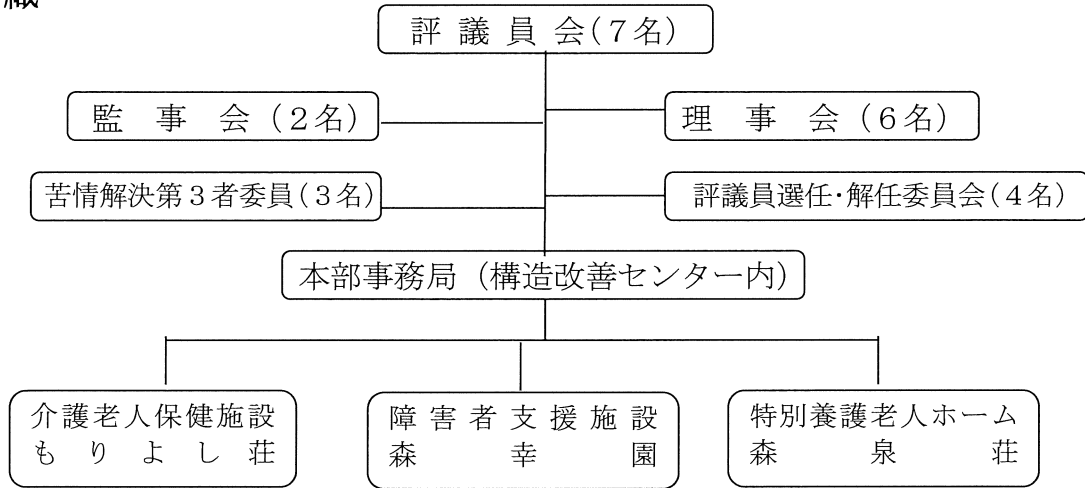 評議員会(7名)
監事会(2名)
理事会(6名)
苦情解決第3者委員(3名)
評議員選任・解任委員会(4名)
本部事務局(構造改善センター内)
介護老人保健施設
もりよし荘
障害者支援施設
森幸園
特別養護老人ホーム
森泉荘